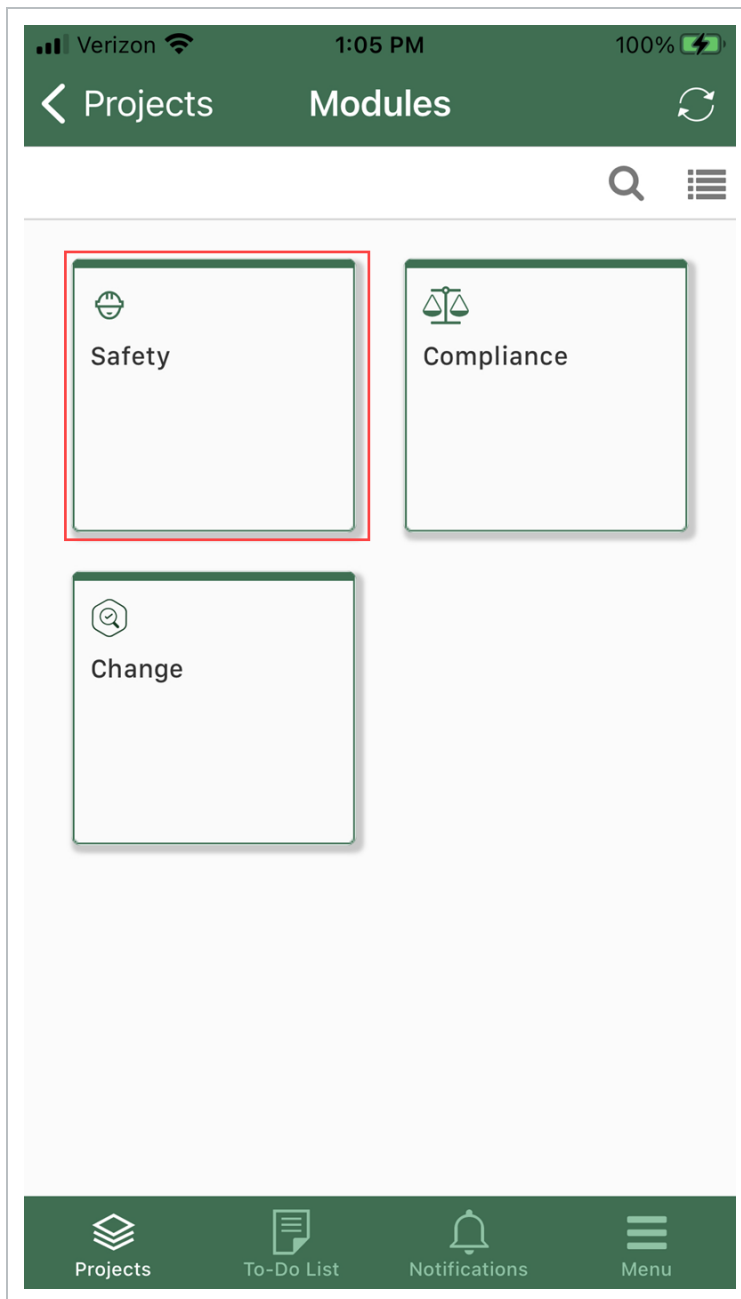 Verizon 1:05 PM 100%
Projects Modules
Safety Compliance
Change
Projects To-Do List Notifications Menu